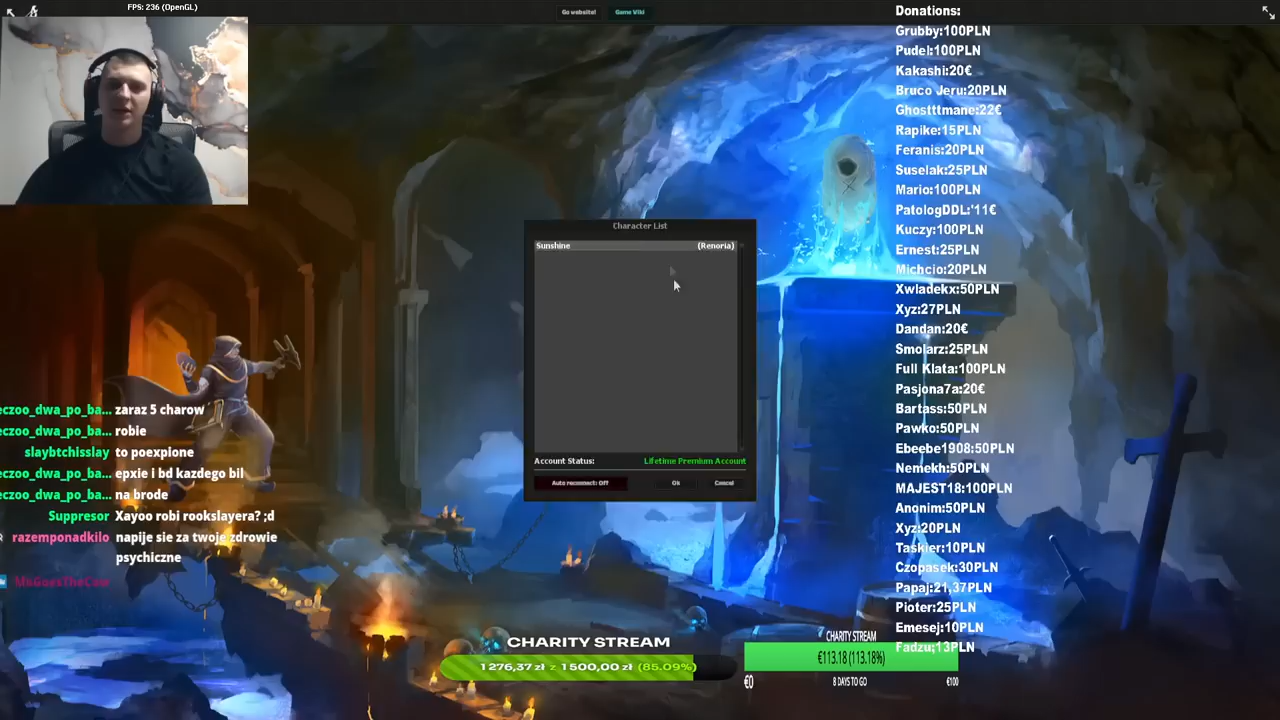 FPS: 236 (OpenGL)
Go website!
Game Wiki
Donations:
Grubby:100PLN
Pudel:100PLN
Kakashi:20€
Bruco Jeru:20PLN
Ghostttmane:22€
Rapike:15PLN
Feranis:20PLN
Suselak:25PLN
Mario:100PLN
PatologDDL:'11€
Kuczy:100PLN
Ernest:25PLN
Michcio:20PLN
Xwladekx:50PLN
Xyz:27PLN
Dandan:20€
Smolarz:25PLN
Full Klata:100PLN
Pasjona7a:20€
Bartass:50PLN
Pawko:50PLN
Ebeebe1908:50PLN
Nemekh:50PLN
MAJEST18:100PLN
Anonim:50PLN
Xyz:20PLN
Taskier:10PLN
Czopasek:30PLN
Papaj:21,37PLN
Pioter:25PLN
Emesej:10PLN
Fadzu;13PLN
Character List
Sunshine (Renoria)
Account Status: Lifetime Premium Account
Auto reconnect: Off
Ok
Cancel
eczoo_dwa_po_ba... zaraz 5 charow
eczoo_dwa_po_ba... robie
slaybtchisslay to poexpione
eczoo_dwa_po_ba... epxie i bd kazdego bil
eczoo_dwa_po_ba... na brode
Suppresor Xayoo robi rookslayera? ;d
razemponadkilo napije sie za twoje zdrowie
psychiczne
CHARITY STREAM
1 276,37 zł z 1 500,00 zł (85.09%)
CHARITY STREAM
€113.18 (113.18%)
€0
8 DAYS TO GO
€100